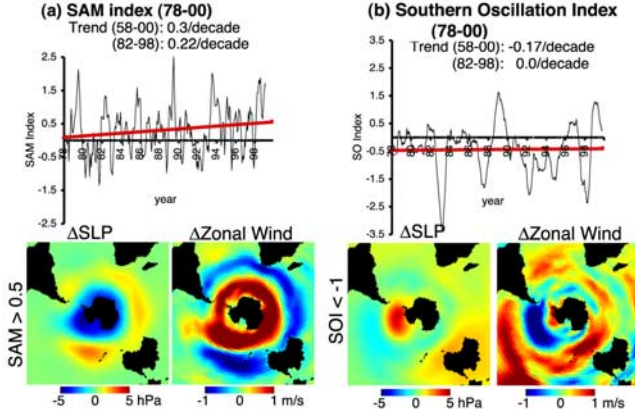 (a) SAM index (78-00)
Trend (58-00): 0.3/decade
(82-98): 0.22/decade
2.5
1.5
0.5
-0.5
-1.5
2.5
SAM Index
78 80 82 84 86 88 90 92 94 96 98
year
(b) Southern Oscillation Index
(78-00)
Trend (58-00): -0.17/decade
(82-98): 0.0/decade
3.5
2.5
1.5
0.5
-0.5
-1.5
-2.5
-3.5
SO Index
year
ΔSLP
ΔZonal Wind
SAM > 0.5
-5
5 hPa
-1
0
1 m/s
ΔSLP
ΔZonal Wind
SOI < -1
-5
5 hPa
-1
0
1 m/s